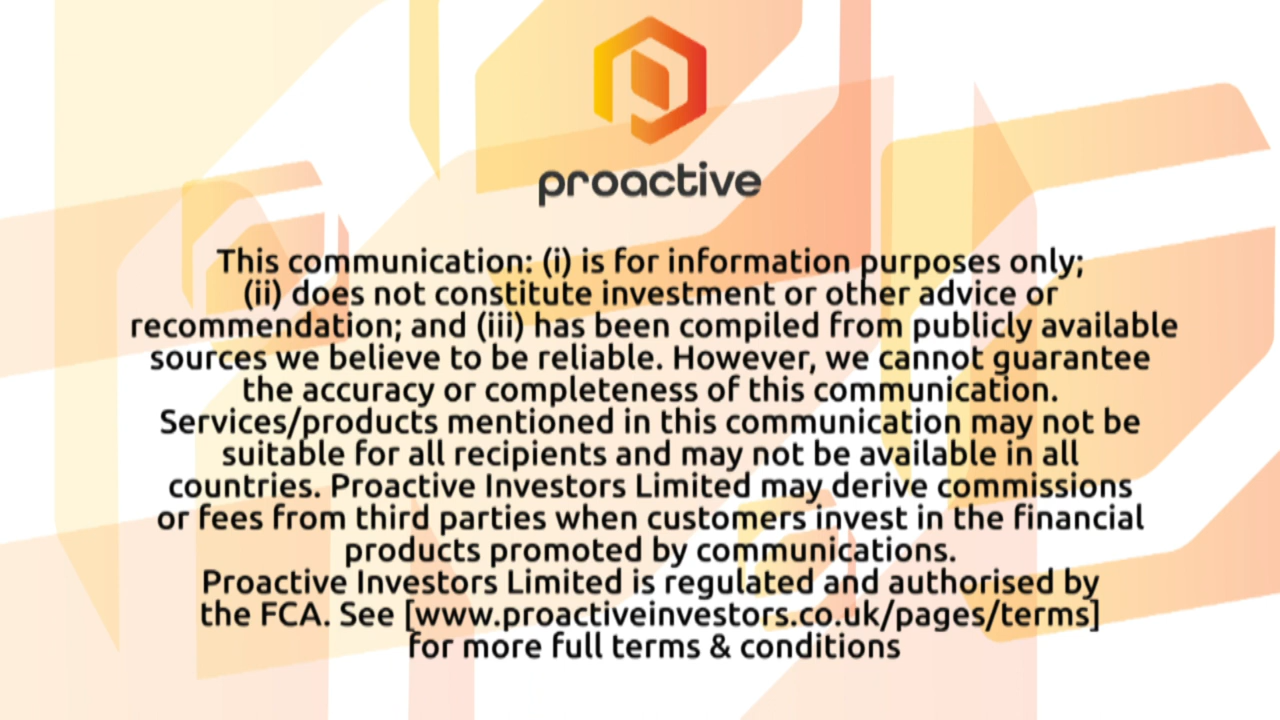 proactive
This communication: (i) is for information purposes only;
(ii) does not constitute investment or other advice or
recommendation; and (iii) has been compiled from publicly available
sources we believe to be reliable. However, we cannot guarantee
the accuracy or completeness of this communication.
Services/products mentioned in this communication may not be
suitable for all recipients and may not be available in all
countries. Proactive Investors Limited may derive commissions
or fees from third parties when customers invest in the financial
products promoted by communications.
Proactive Investors Limited is regulated and authorised by
the FCA. See [www.proactiveinvestors.co.uk/pages/terms]
for more full terms & conditions